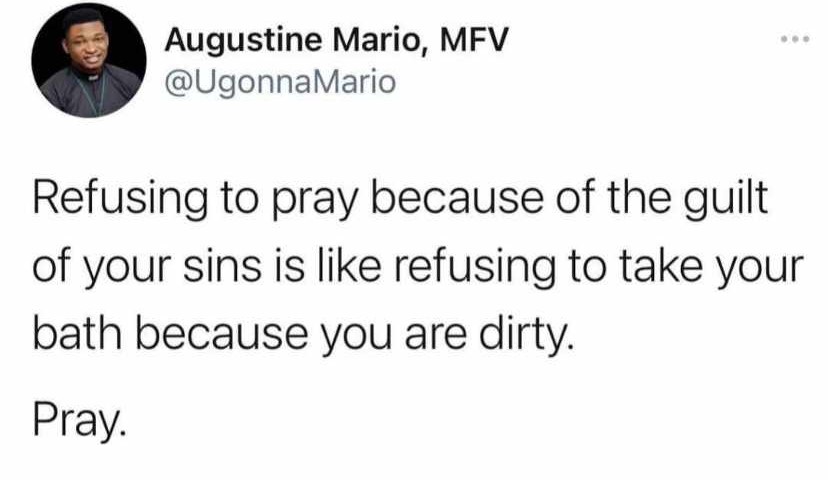 Augustine Mario, MFV
@UgonnaMario
Refusing to pray because of the guilt
of your sins is like refusing to take your
bath because you are dirty.
Pray.